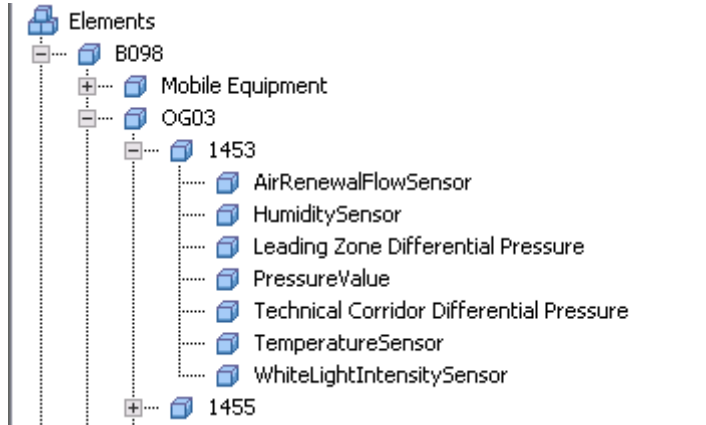 Elements
B098
Mobile Equipment
OG03
1453
AirRenewalFlowSensor
HumiditySensor
Leading Zone Differential Pressure
PressureValue
Technical Corridor Differential Pressure
TemperatureSensor
WhiteLightIntensitySensor
1455